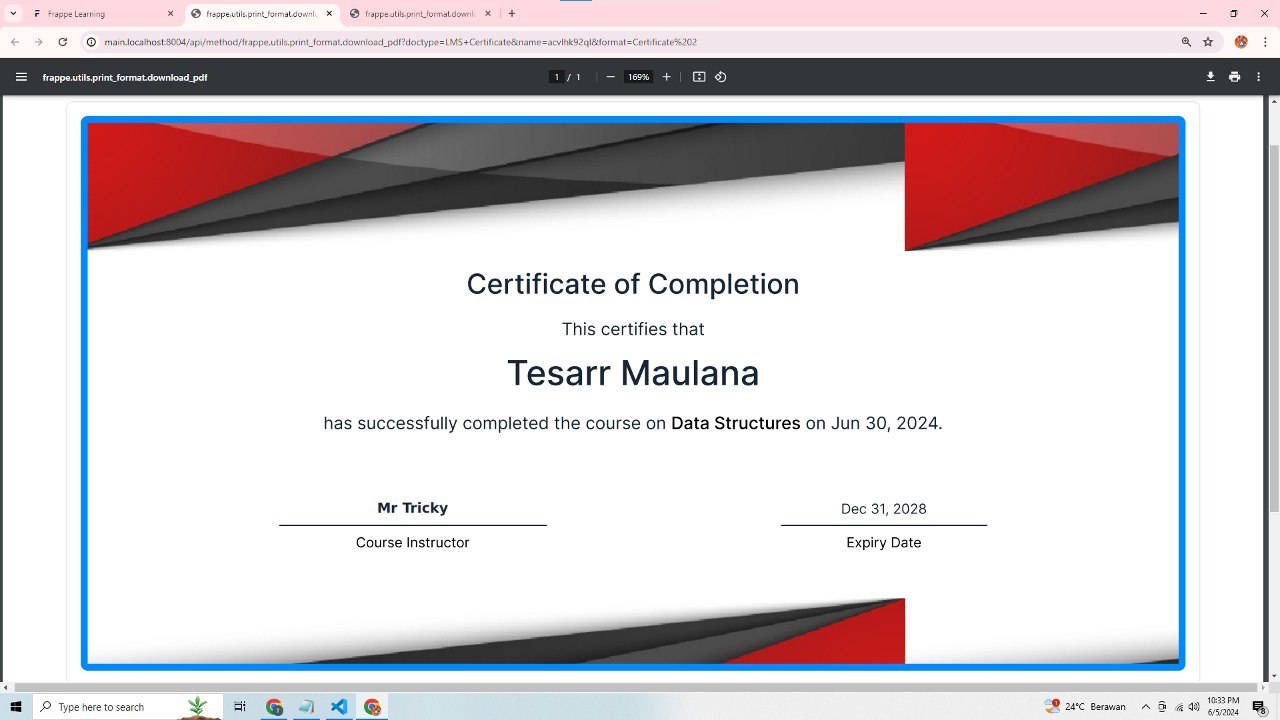 Frappe Learning
frappe.utils.print_format.downlo
frappe.utils.print_format.downlo
main.localhost:8004/api/method/frappe.utils.print_format.download_pdf?doctype=LMS+Certificate&name=acvlhk92ql&format=Certificate%202
frappe.utils.print_format.download_pdf
1 / 1
169%
Certificate of Completion
This certifies that
Tesarr Maulana
has successfully completed the course on Data Structures on Jun 30, 2024.
Mr Tricky
Dec 31, 2028
Course Instructor
Expiry Date
Type here to search
24°C Berawan
10:33 PM
6/5/2024